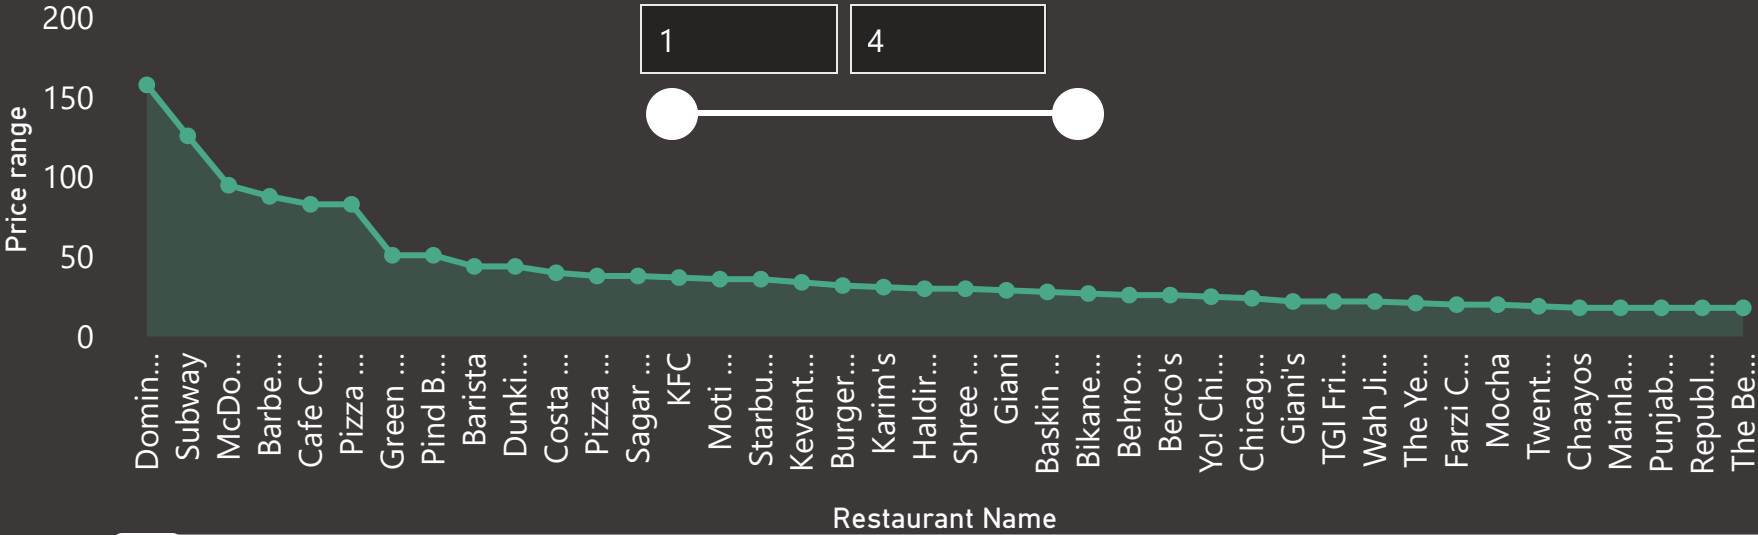 200
150
100
50
0
Price range
1
4
Domin...
Subway
McDo...
Barbe...
Cafe C...
Pizza ...
Green ...
Pind B...
Barista
Dunki...
Costa ...
Pizza ...
Sagar ...
KFC
Moti ...
Starbu...
Kevent...
Burger...
Karim's
Haldir...
Shree ...
Giani
Baskin ...
Bikane...
Behro...
Berco's
Yo! Chi...
Chicag...
Giani's
TGI Fri...
Wah Ji...
The Ye...
Farzi C...
Mocha
Twent...
Chaayos
Mainla...
Punjab...
Republ...
The Be...
Restaurant Name